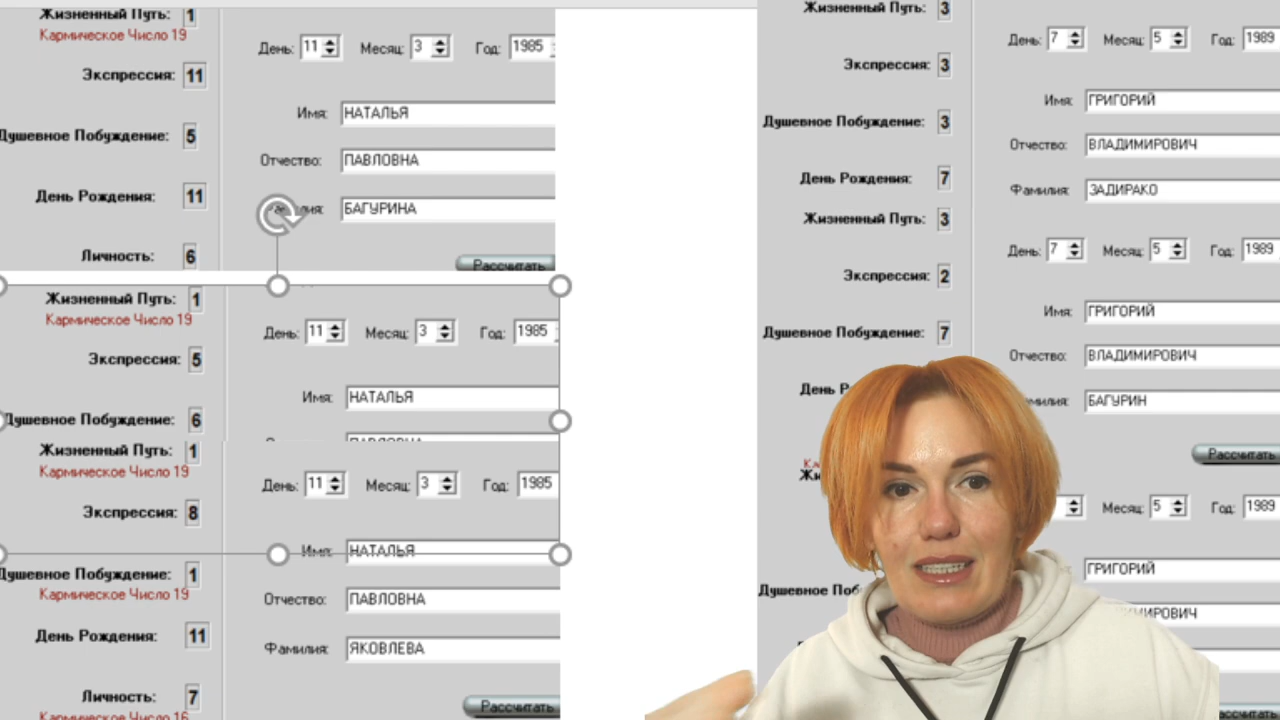 Жизненный Путь: 1
Кармическое Число 19
День: 11 Месяц: 3 Год: 1985
Экспрессия: 11
Имя: НАТАЛЬЯ
Душевное Побуждение: 5
Отчество: ПАВЛОВНА
День Рождения: 11
БАГУРИНА
Личность: 6
Рассчитать
Жизненный Путь: 1
Кармическое Число 19
День: 11 Месяц: 3 Год: 1985
Экспрессия: 5
Имя: НАТАЛЬЯ
Душевное Побуждение: 6
Жизненный Путь: 1
Кармическое Число 19
День: 11 Месяц: 3 Год: 1985
Экспрессия: 8
Имя: НАТАЛЬЯ
Душевное Побуждение: 1
Кармическое Число 19
Отчество: ПАВЛОВНА
День Рождения: 11
Фамилия: ЯКОВЛЕВА
Личность: 7
Кармическое Число 16
Рассчитать
Жизненный Путь: 3
День: 7 Месяц: 5 Год: 1989
Экспрессия: 3
Имя: ГРИГОРИЙ
Душевное Побуждение: 3
Отчество: ВЛАДИМИРОВИЧ
День Рождения: 7
Фамилия: ЗАДИРАКО
Жизненный Путь: 3
День: 7 Месяц: 5 Год: 1989
Экспрессия: 2
Имя: ГРИГОРИЙ
Душевное Побуждение: 7
Отчество: ВЛАДИМИРОВИЧ
День
БАГУРИН
Рассчитать
Месяц: 5 Год: 1989
ГРИГОРИЙ
Душевное